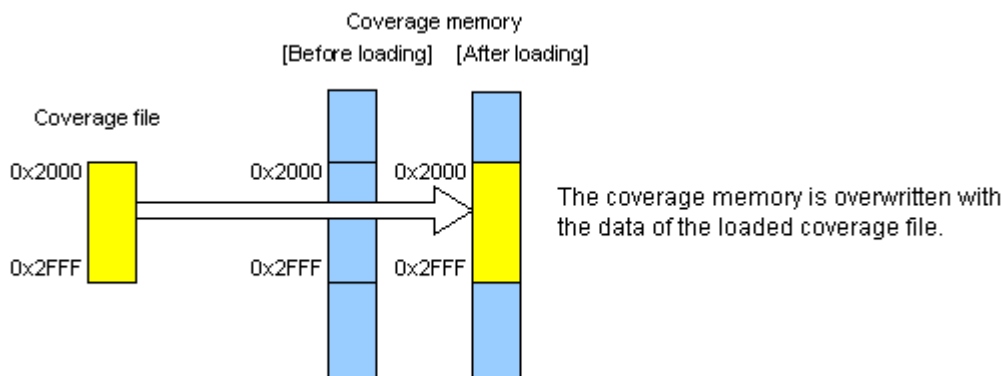 Coverage memory
[Before loading] [After loading]
Coverage file
0x2000 0x2000 0x2000
The coverage memory is overwritten with
the data of the loaded coverage file.
0x2FFF 0x2FFF 0x2FFF